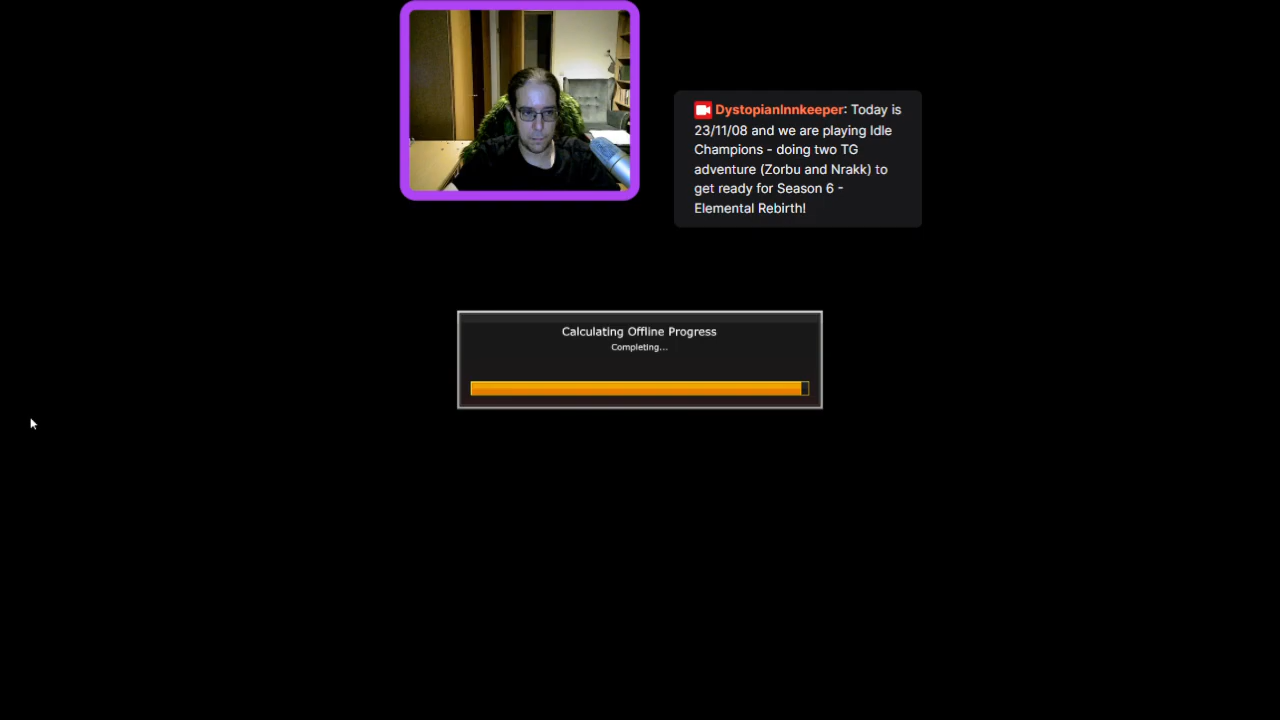 DystopianInnkeeper: Today is
23/11/08 and we are playing Idle
Champions - doing two TG
adventure (Zorbu and Nrakk) to
get ready for Season 6 -
Elemental Rebirth!
Calculating Offline Progress
Completing...